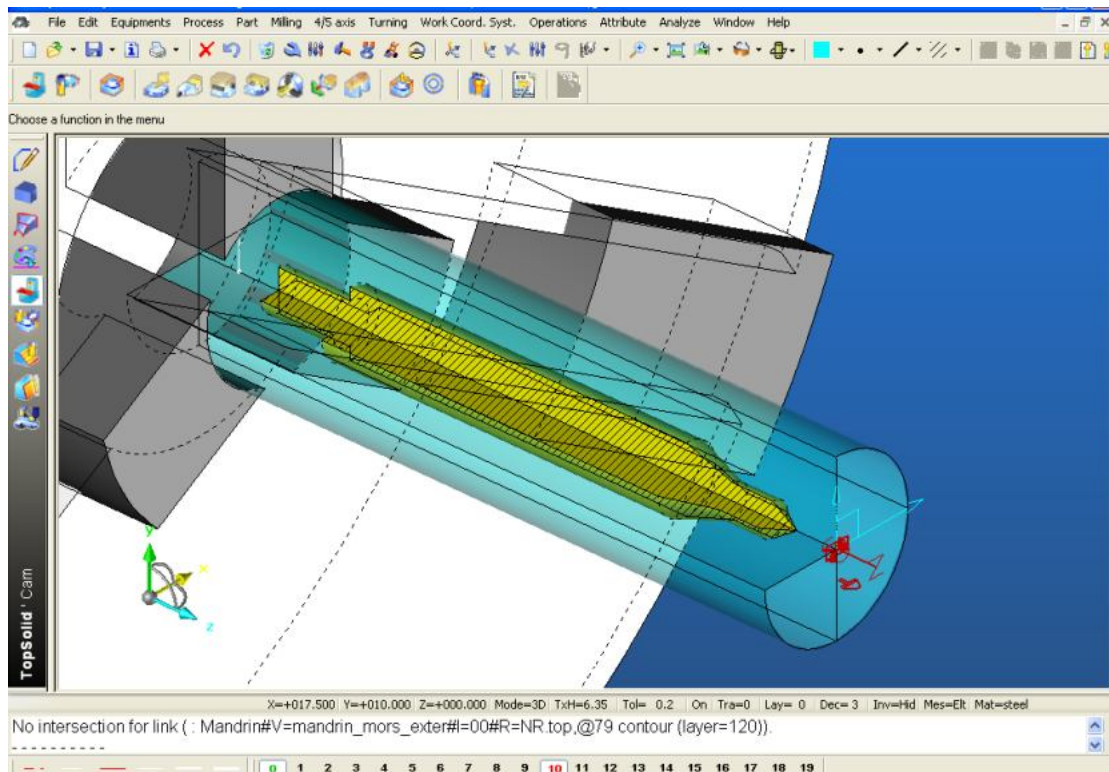 File Edit Equipments Process Part Milling 4/5 axis Turning Work Coord. Syst. Operations Attribute Analyze Window Help
Choose a function in the menu
y
x
z
TopSolid ' Cam
X=+017.500 Y=+010.000 Z=+000.000 Mode=3D TxH=6.35 Tol= 0.2 On Tra=0 Lay= 0 Dec= 3 Inv=Hid Mes=Elt Mat=steel
No intersection for link ( : Mandrin#V=mandrin_mors_exter#I=00#R=NR.top,@79 contour (layer=120)).
- - - - - - - - - -
0 1 2 3 4 5 6 7 8 9 10 11 12 13 14 15 16 17 18 19